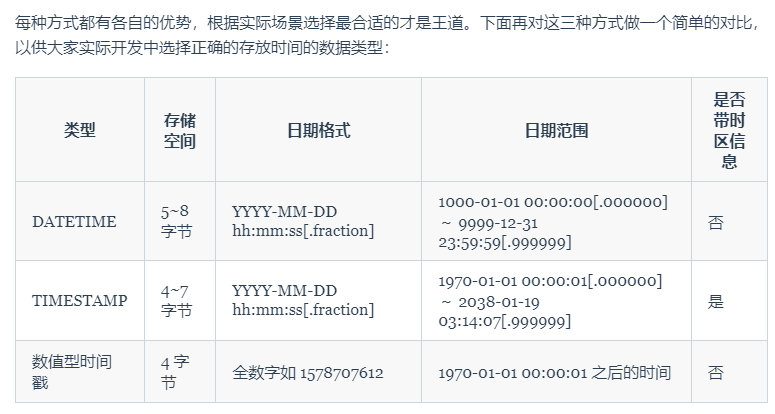 每种方式都有各自的优势，根据实际场景选择最合适的才是王道。下面再对这三种方式做一个简单的对比，
以供大家实际开发中选择正确的存放时间的数据类型：
类型
存储
空间
日期格式
日期范围
是否
带时
区信
息
DATETIME
5~8
字节
YYYY-MM-DD
hh:mm:ss[.fraction]
1000-01-01 00:00:00[.000000]
～ 9999-12-31
23:59:59[.999999]
否
TIMESTAMP
4~7
字节
YYYY-MM-DD
hh:mm:ss[.fraction]
1970-01-01 00:00:01[.000000]
～ 2038-01-19
03:14:07[.999999]
是
数值型时间
戳
4 字
节
全数字如 1578707612
1970-01-01 00:00:01 之后的时间
否